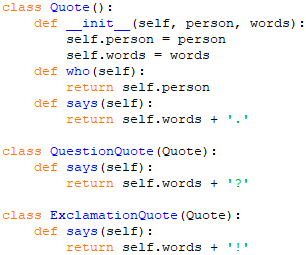 class Quote():
    def __init__(self, person, words):
        self.person = person
        self.words = words
    def who(self):
        return self.person
    def says(self):
        return self.words + '.'

class QuestionQuote(Quote):
    def says(self):
        return self.words + '?'

class ExclamationQuote(Quote):
    def says(self):
        return self.words + '!'